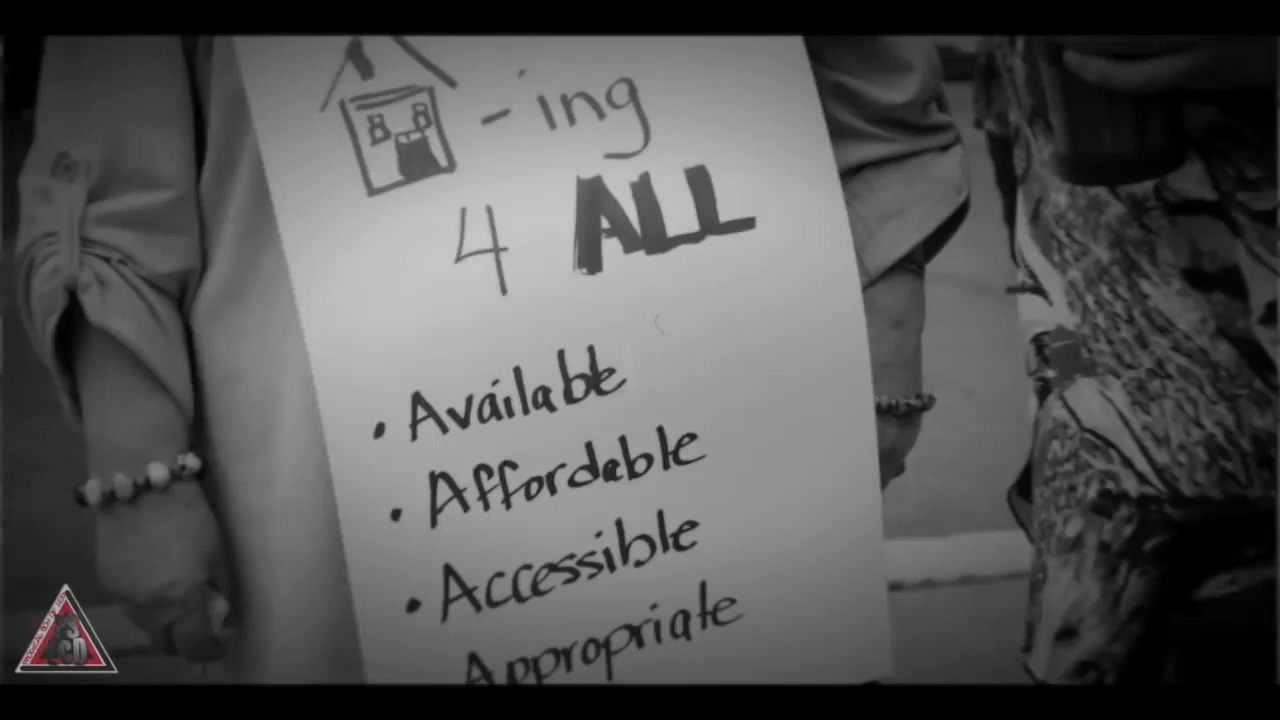 -ing
4 ALL
• Available
• Affordable
• Accessible
Appropriate